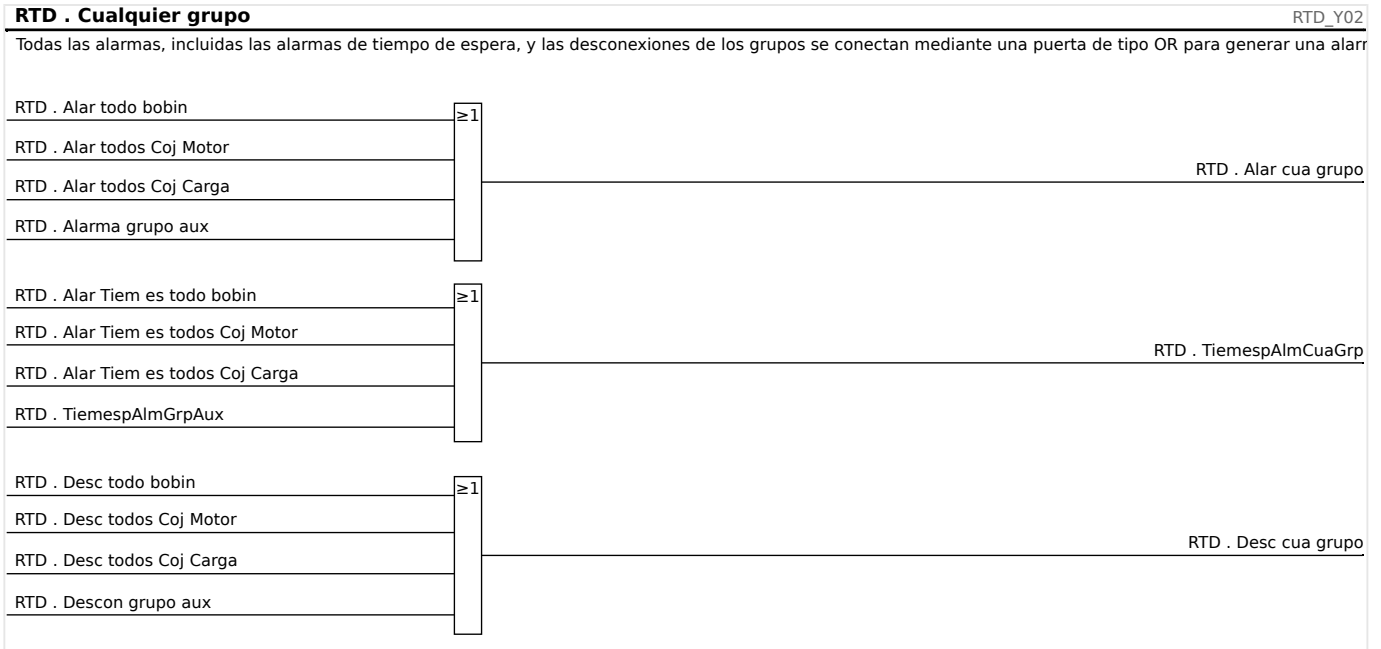 RTD . Cualquier grupo
RTD_Y02
Todas las alarmas, incluidas las alarmas de tiempo de espera, y las desconexiones de los grupos se conectan mediante una puerta de tipo OR para generar una
RTD . Alar todo bobin
≥1
RTD . Alar todos Coj Motor
RTD . Alar cua grupo
RTD . Alar todos Coj Carga
RTD . Alarma grupo aux
RTD . Alar Tiem es todo bobin
≥1
RTD . Alar Tiem es todos Coj Motor
RTD . TiemespAlmCuaGrp
RTD . Alar Tiem es todos Coj Carga
RTD . TiemespAlmGrpAux
RTD . Desc todo bobin
≥1
RTD . Desc todos Coj Motor
RTD . Desc cua grupo
RTD . Desc todos Coj Carga
RTD . Descon grupo aux